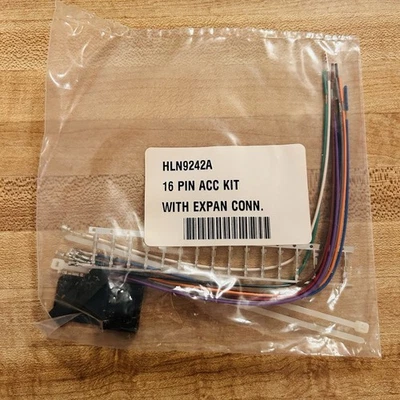 HLN9242A
16 PIN ACC KIT
WITH EXPAN CONN.